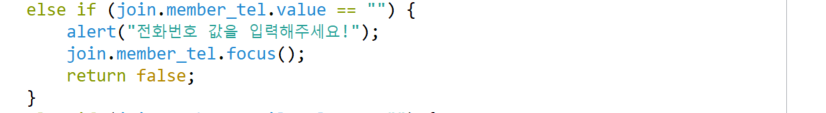 else if (join.member_tel.value == "") {
alert("전화번호 값을 입력해주세요!");
join.member_tel.focus();
return false;
}